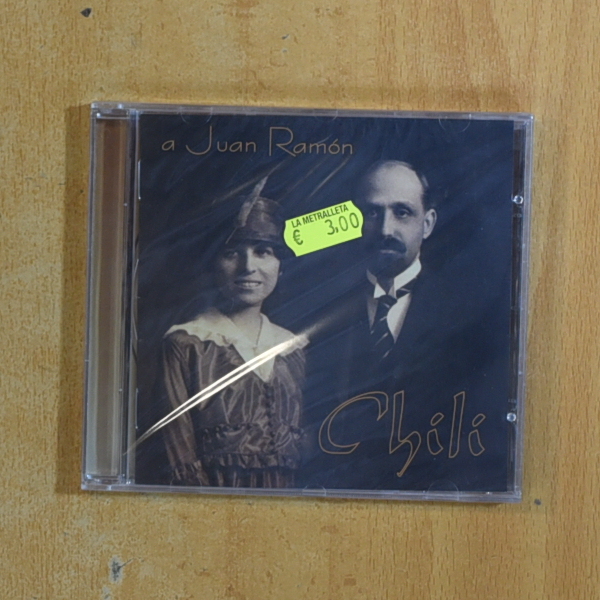 a Juan Ramón
LA METRALLETA
€ 3,00
Chili